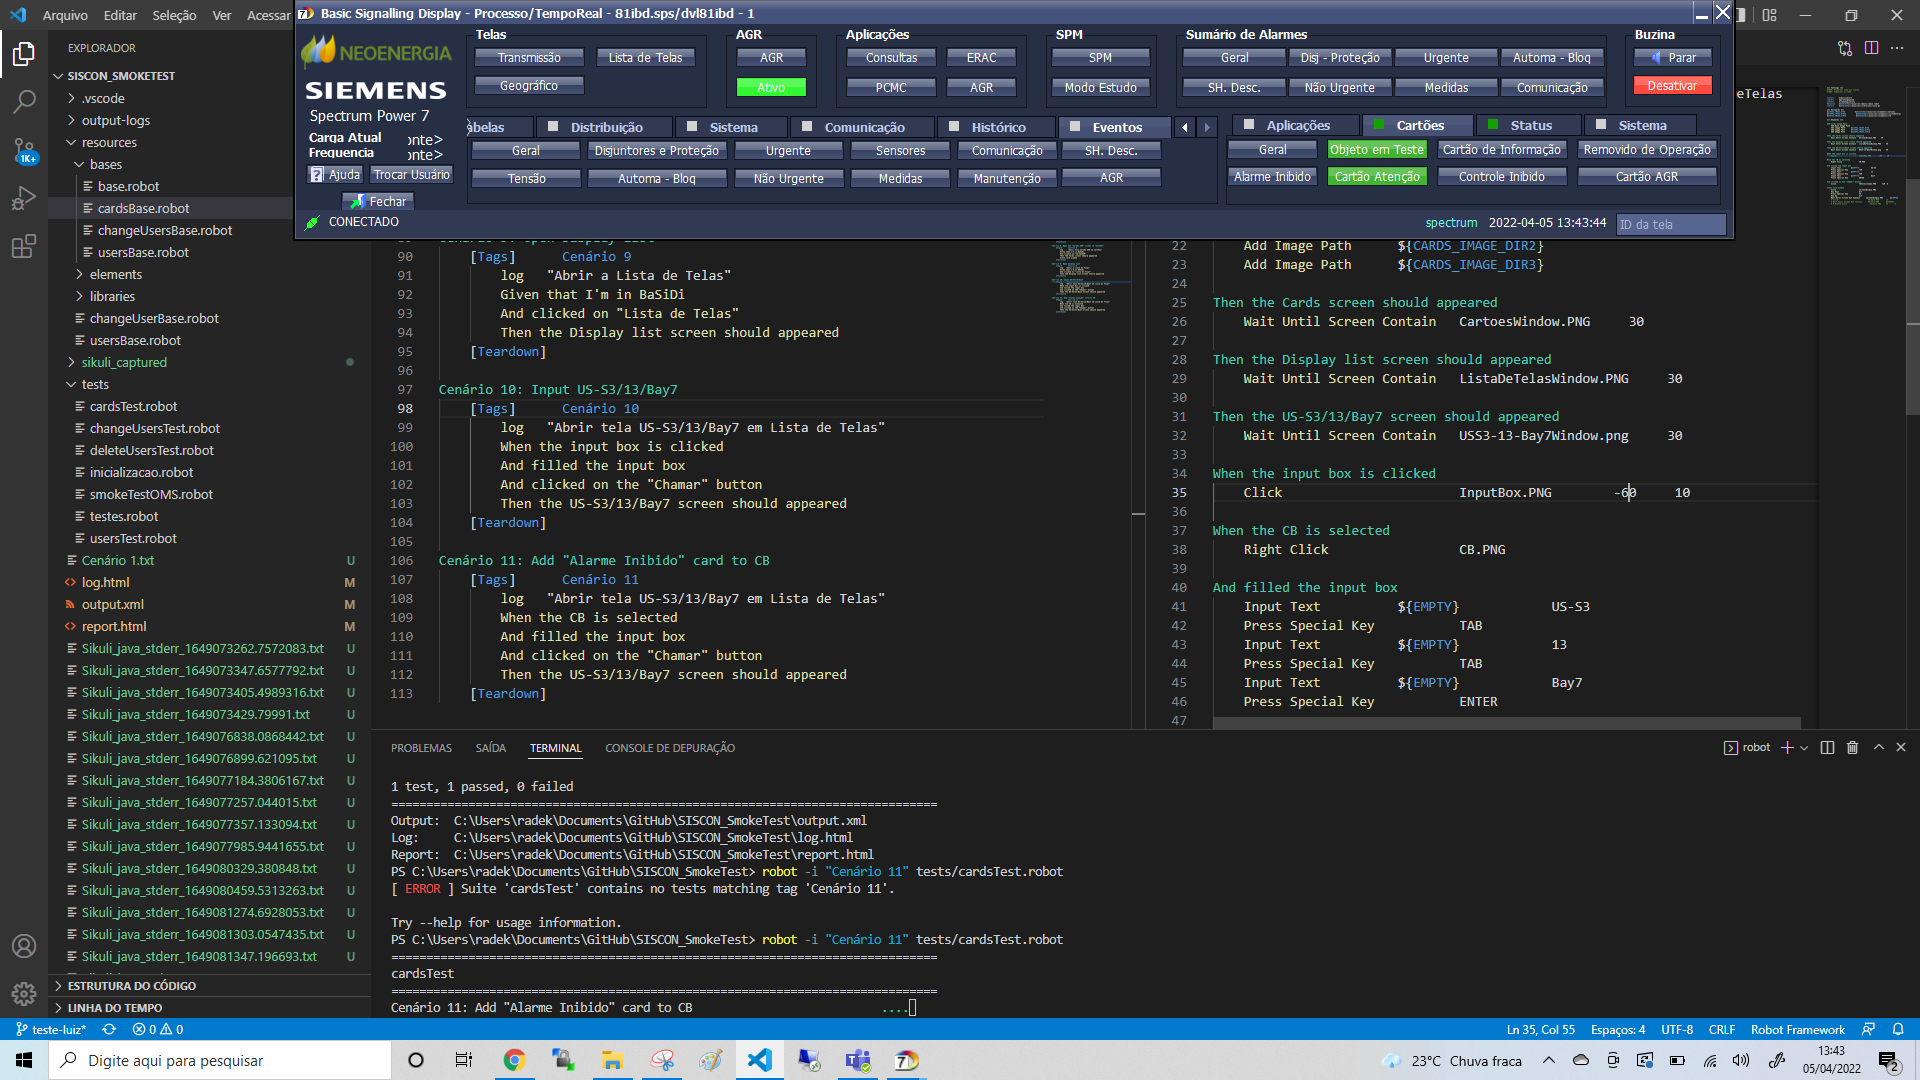 Arquivo Editar Seleção Ver Acessar
Basic Signalling Display - Processo/TempoReal - 81ibd.sps/dvl81ibd - 1
NEOENERGIA
SIEMENS
Spectrum Power 7
Carga Atual
Frequencia
onte>
onte>
Ajuda Trocar Usuário
Fechar
CONECTADO
Telas
Transmissão Lista de Telas
Geográfico
AGR
AGR
Ativo
Aplicações
Consultas ERAC
PCMC AGR
SPM
SPM
Modo Estudo
Sumário de Alarmes
Geral Disj - Proteção Urgente Automa - Bloq
SH. Desc. Não Urgente Medidas Comunicação
Buzina
Parar
Desativar
abelas Distribuição Sistema Comunicação Histórico Eventos
Geral Disjuntores e Proteção Urgente Sensores Comunicação SH. Desc.
Tensão Automa - Bloq Não Urgente Medidas Manutenção AGR
Aplicações Cartões Status Sistema
Geral Objeto em Teste Cartão de Informação Removido de Operação
Alarme Inibido Cartão Atenção Controle Inibido Cartão AGR
spectrum 2022-04-05 13:43:44 ID da tela
eTelas
EXPLORADOR
SISCON_SMOKETEST
.vscode
output-logs
resources
bases
base.robot
cardsBase.robot
changeUsersBase.robot
usersBase.robot
elements
libraries
changeUserBase.robot
usersBase.robot
sikuli_captured
tests
cardsTest.robot
changeUsersTest.robot
deleteUsersTest.robot
inicializacao.robot
smokeTestOMS.robot
testes.robot
usersTest.robot
Cenário 1.txt U
log.html M
output.xml M
report.html M
Sikuli_java_stderr_1649073262.7572083.txt U
Sikuli_java_stderr_1649073347.6577792.txt U
Sikuli_java_stderr_1649073405.4989316.txt U
Sikuli_java_stderr_1649073429.79991.txt U
Sikuli_java_stderr_1649076838.0868442.txt U
Sikuli_java_stderr_1649076899.621095.txt U
Sikuli_java_stderr_1649077184.3806167.txt U
Sikuli_java_stderr_1649077257.044015.txt U
Sikuli_java_stderr_1649077357.133094.txt U
Sikuli_java_stderr_1649077985.9441655.txt U
Sikuli_java_stderr_1649080329.380848.txt U
Sikuli_java_stderr_1649080459.5313263.txt U
Sikuli_java_stderr_1649081274.6928053.txt U
Sikuli_java_stderr_1649081303.0547435.txt U
Sikuli_java_stderr_1649081347.196693.txt U
ESTRUTURA DO CÓDIGO
LINHA DO TEMPO
1K+
90 [Tags] Cenário 9
91 log "Abrir a Lista de Telas"
92 Given that I'm in BaSiDi
93 And clicked on "Lista de Telas"
94 Then the Display list screen should appeared
95 [Teardown]
96
97 Cenário 10: Input US-S3/13/Bay7
98 [Tags] Cenário 10
99 log "Abrir tela US-S3/13/Bay7 em Lista de Telas"
100 When the input box is clicked
101 And filled the input box
102 And clicked on the "Chamar" button
103 Then the US-S3/13/Bay7 screen should appeared
104 [Teardown]
105
106 Cenário 11: Add "Alarme Inibido" card to CB
107 [Tags] Cenário 11
108 log "Abrir tela US-S3/13/Bay7 em Lista de Telas"
109 When the CB is selected
110 And filled the input box
111 And clicked on the "Chamar" button
112 Then the US-S3/13/Bay7 screen should appeared
113 [Teardown]
22 Add Image Path ${CARDS_IMAGE_DIR2}
23 Add Image Path ${CARDS_IMAGE_DIR3}
24
25 Then the Cards screen should appeared
26 Wait Until Screen Contain CartoesWindow.PNG 30
27
28 Then the Display list screen should appeared
29 Wait Until Screen Contain ListaDeTelasWindow.PNG 30
30
31 Then the US-S3/13/Bay7 screen should appeared
32 Wait Until Screen Contain USS3-13-Bay7Window.png 30
33
34 When the input box is clicked
35 Click InputBox.PNG -60 10
36
37 When the CB is selected
38 Right Click CB.PNG
39
40 And filled the input box
41 Input Text ${EMPTY} US-S3
42 Press Special Key TAB
43 Input Text ${EMPTY} 13
44 Press Special Key TAB
45 Input Text ${EMPTY} Bay7
46 Press Special Key ENTER
47
PROBLEMAS SAÍDA TERMINAL CONSOLE DE DEPURAÇÃO
robot
1 test, 1 passed, 0 failed
==============================================================================
Output: C:\Users\radek\Documents\GitHub\SISCON_SmokeTest\output.xml
Log: C:\Users\radek\Documents\GitHub\SISCON_SmokeTest\log.html
Report: C:\Users\radek\Documents\GitHub\SISCON_SmokeTest\report.html
PS C:\Users\radek\Documents\GitHub\SISCON_SmokeTest> robot -i "Cenário 11" tests/cardsTest.robot
[ ERROR ] Suite 'cardsTest' contains no tests matching tag 'Cenário 11'.
Try --help for usage information.
PS C:\Users\radek\Documents\GitHub\SISCON_SmokeTest> robot -i "Cenário 11" tests/cardsTest.robot
==============================================================================
cardsTest
==============================================================================
Cenário 11: Add "Alarme Inibido" card to CB ....
teste-luiz* 0 0
Ln 35, Col 55 Espaços: 4 UTF-8 CRLF Robot Framework
Digite aqui para pesquisar
23°C Chuva fraca
13:43
05/04/2022
2